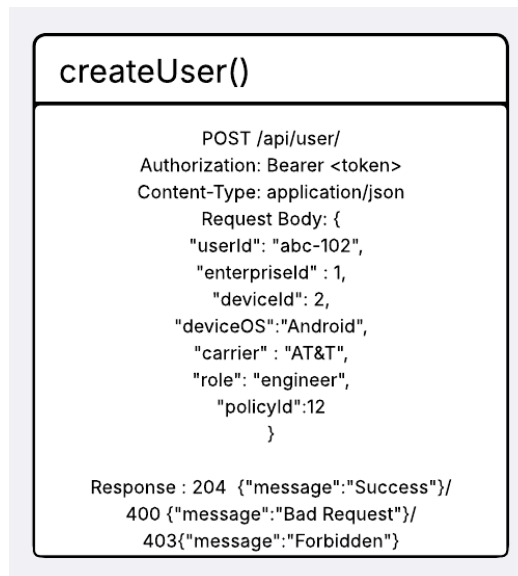 createUser()
POST /api/user/
Authorization: Bearer <token>
Content-Type: application/json
Request Body: {
"userId": "abc-102",
"enterpriseId" : 1,
"deviceId": 2,
"deviceOS":"Android",
"carrier" : "AT&T",
"role": "engineer",
"policyId":12
}
Response : 204  {"message":"Success"}/
400 {"message":"Bad Request"}/
403{"message":"Forbidden"}